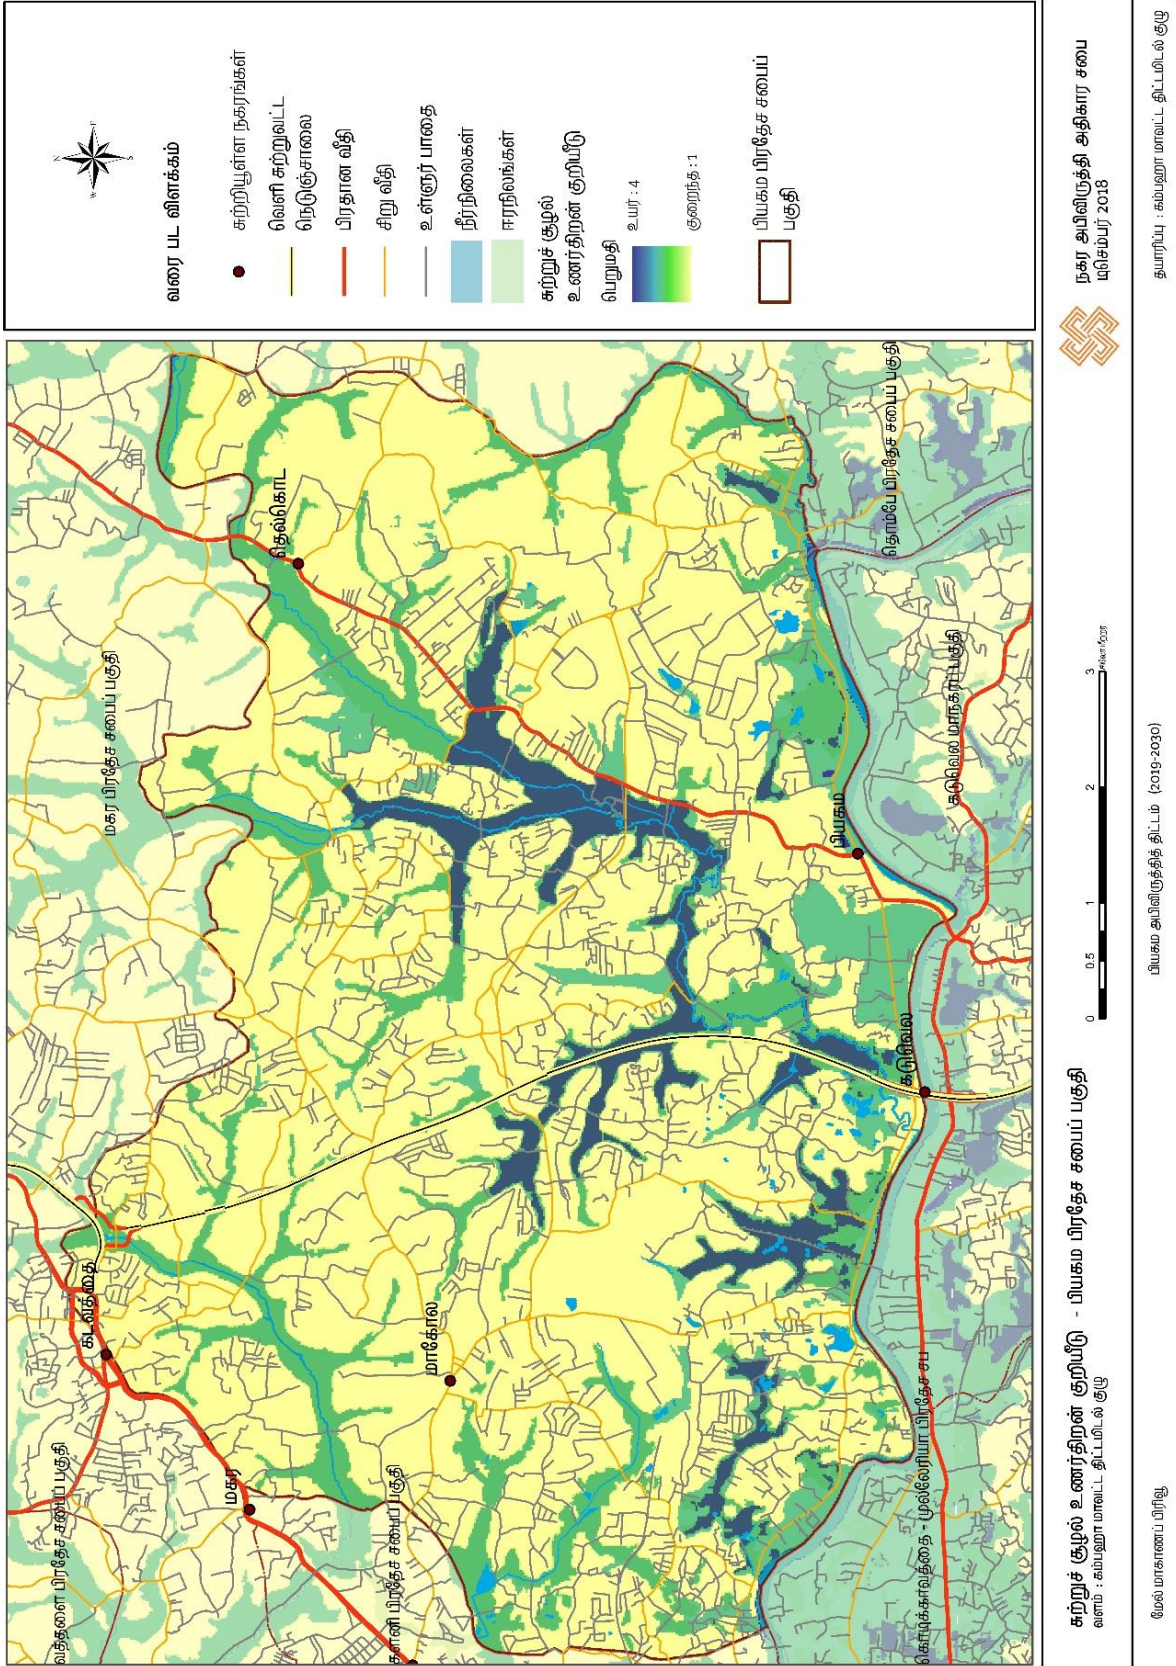 வத்தளை பிரதேச சபைப் பகுதி
கடவத்தை
மகர
மகர பிரதேச சபைப் பகுதி
தெல்கொட
களனி பிரதேச சபைப் பகுதி
மாகோல
பியகம
கடுவெல
தொம்பே பிரதேச சபைப் பகுதி
கடுவெல மாநகரப் பகுதி
கொடிக்காவத்தை - முல்லேரியா பிரதேச சப
N
W
S
வரை பட விளக்கம்
சுற்றியுள்ள நகரங்கள்
வெளி சுற்றுவட்ட
நெடுஞ்சாலை
பிரதான வீதி
சிறு வீதி
உள்ளூர் பாதை
நீர்நிலைகள்
ஈரநிலங்கள்
சுற்றுச் சூழல்
உணர்திறன் குறியீடு
பெறுமதி
உயர் : 4
குறைந்த : 1
பியகம பிரதேச சபைப்
பகுதி
சுற்றுச் சூழல் உணர்திறன் குறியீடு - பியகம பிரதேச சபைப் பகுதி
வளம் : கம்பஹா மாவட்ட திட்டமிடல் குழு
0 0.5 1 2 3
நகர அபிவிருத்தி அதிகார சபை
டிசெம்பர் 2018
மேல் மாகாணப் பிரிவு
பியகம அபிவிருத்தித் திட்டம் (2019-2030)
தயாரிப்பு : கம்பஹா மாவட்ட திட்டமிடல் குழு